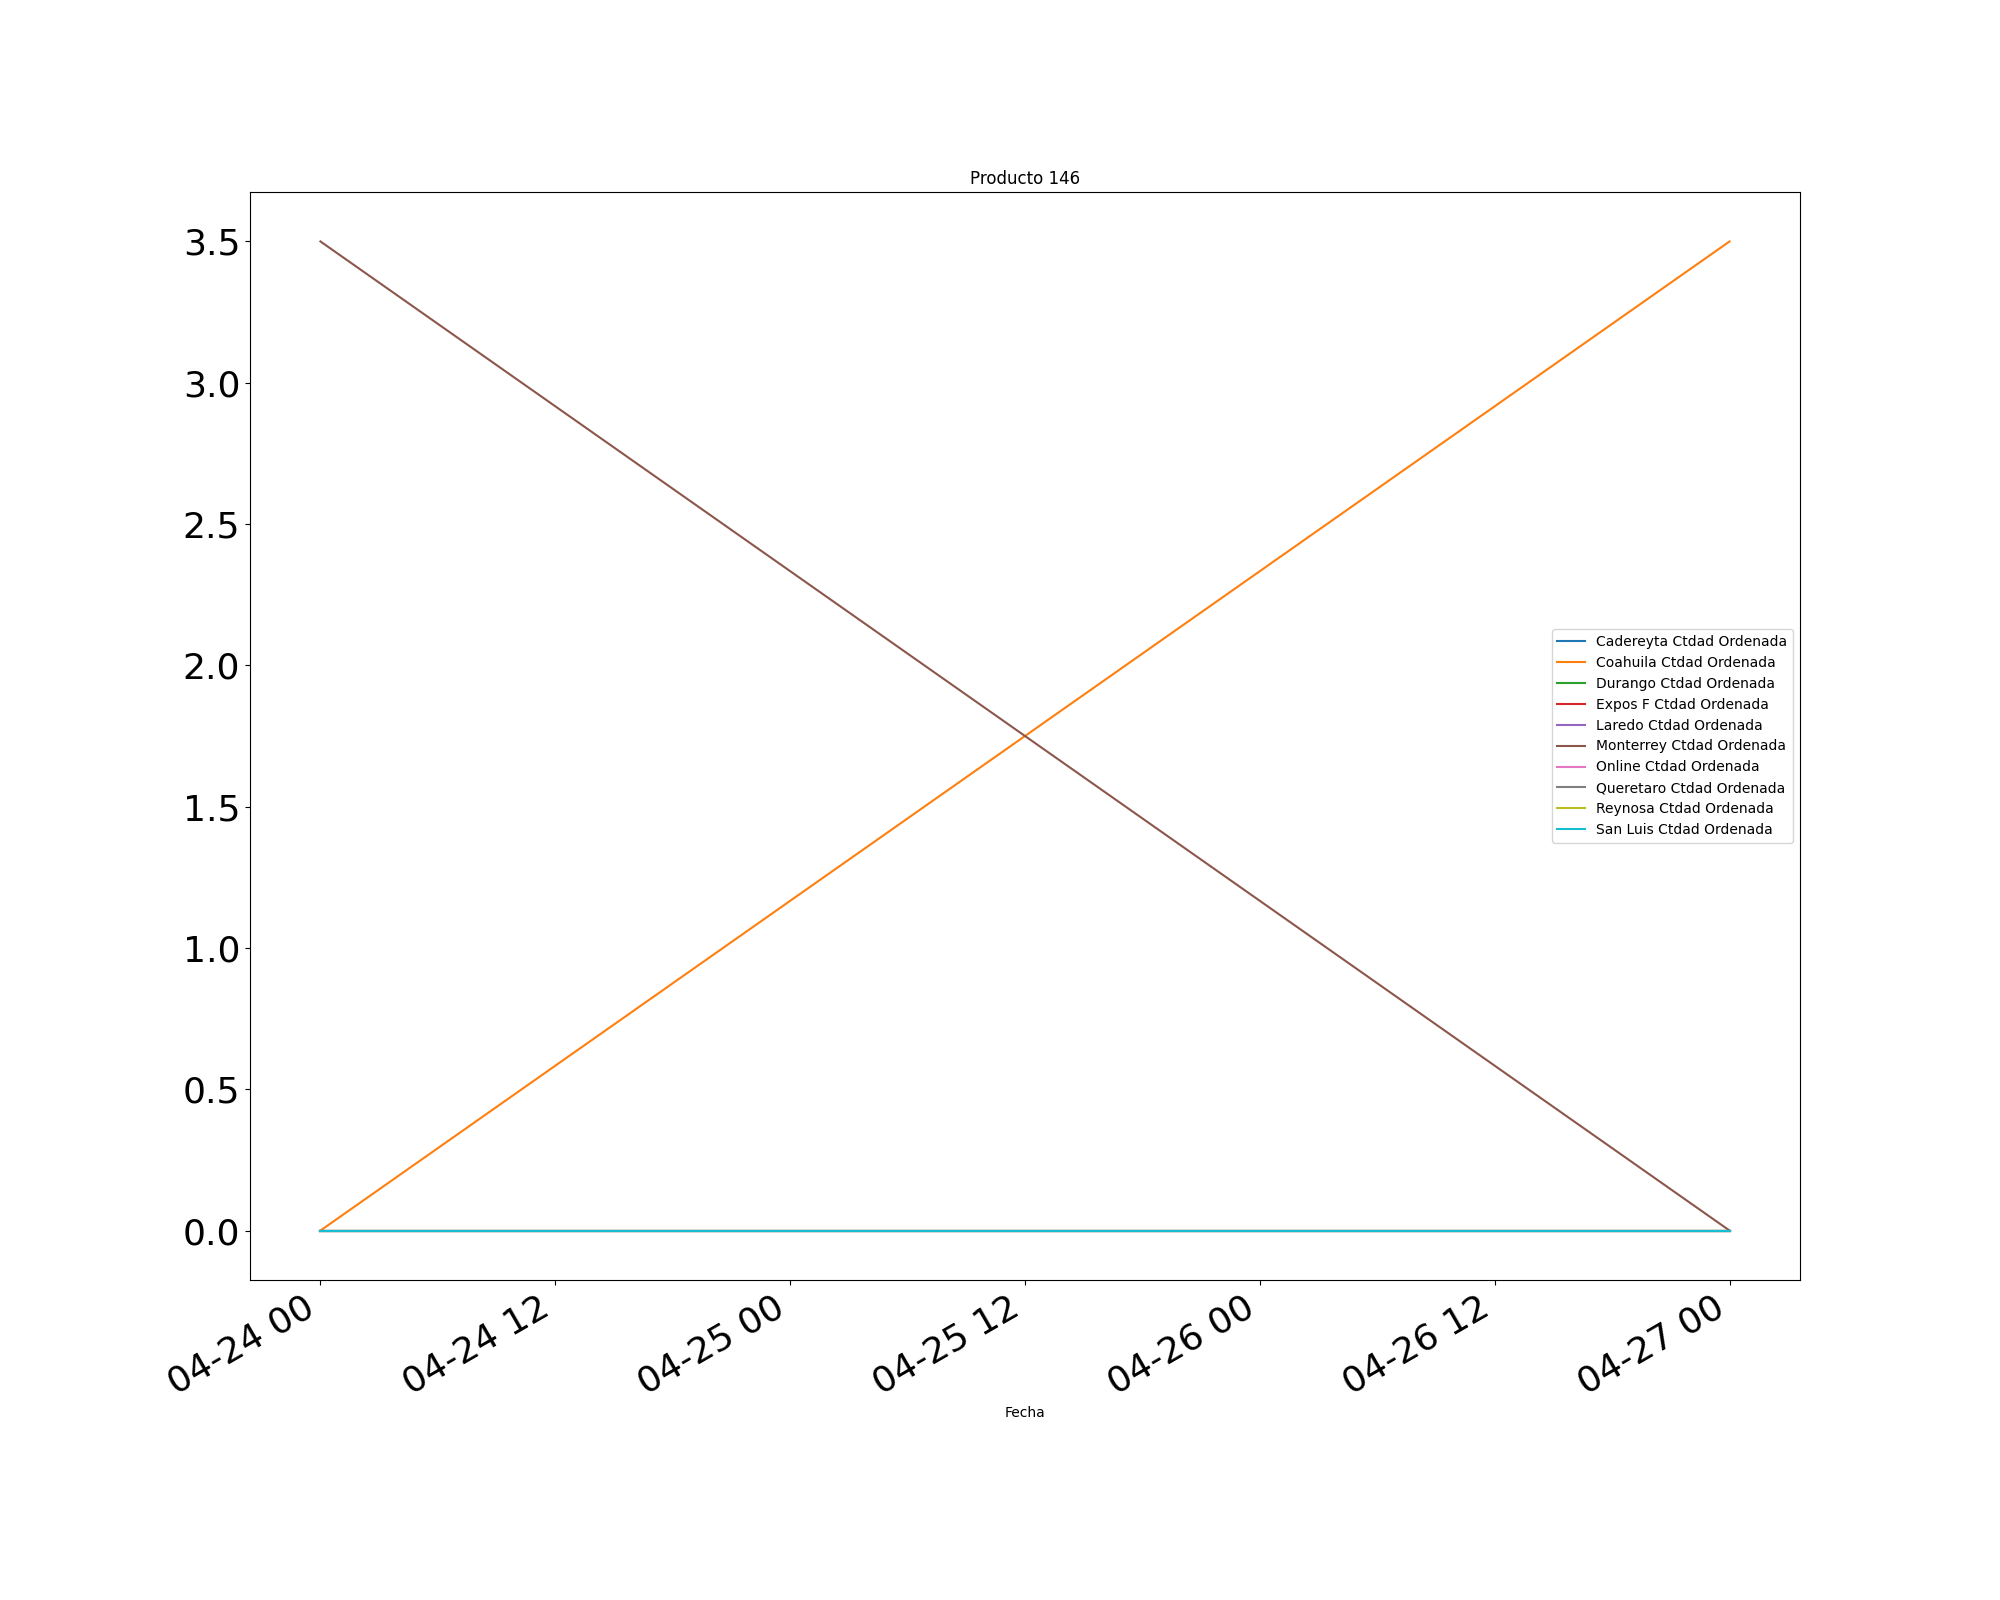 Producto 146
3.5
3.0
2.5
2.0
1.5
1.0
0.5
0.0
Cadereyta Ctdad Ordenada
Coahuila Ctdad Ordenada
Durango Ctdad Ordenada
Expos F Ctdad Ordenada
Laredo Ctdad Ordenada
Monterrey Ctdad Ordenada
Online Ctdad Ordenada
Queretaro Ctdad Ordenada
Reynosa Ctdad Ordenada
San Luis Ctdad Ordenada
04-24 00
04-24 12
04-25 00
04-25 12
04-26 00
04-26 12
04-27 00
Fecha